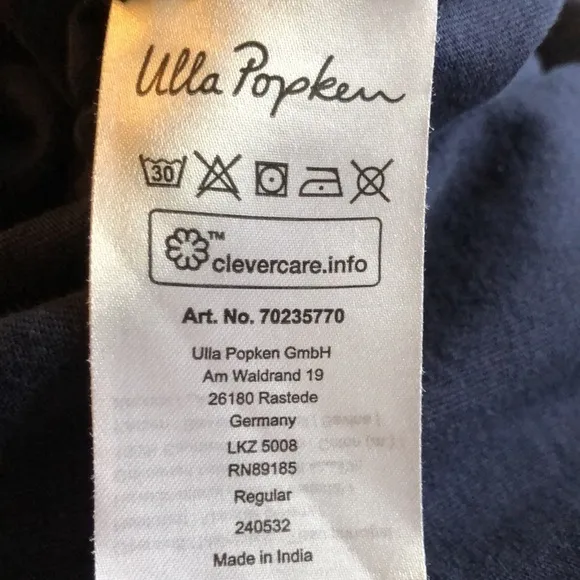 Ulla Popken
30
™
clevercare.info
Art. No. 70235770
Ulla Popken GmbH
Am Waldrand 19
26180 Rastede
Germany
LKZ 5008
RN89185
Regular
240532
Made in India